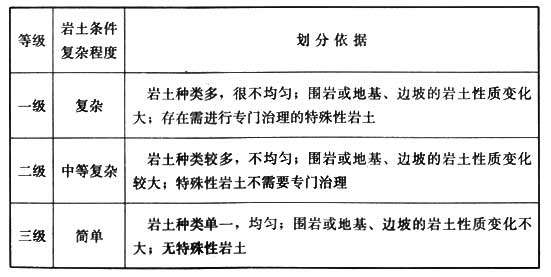 等级 岩土条件复杂程度 划分依据
一级 复杂 岩土种类多，很不均匀；围岩或地基、边坡的岩土性质变化
大；存在需进行专门治理的特殊性岩土
二级 中等复杂 岩土种类较多，不均匀；围岩或地基、边坡的岩土性质变化
较大；特殊性岩土不需要专门治理
三级 简单 岩土种类单一，均匀；围岩或地基、边坡的岩土性质变化不
大；无特殊性岩土